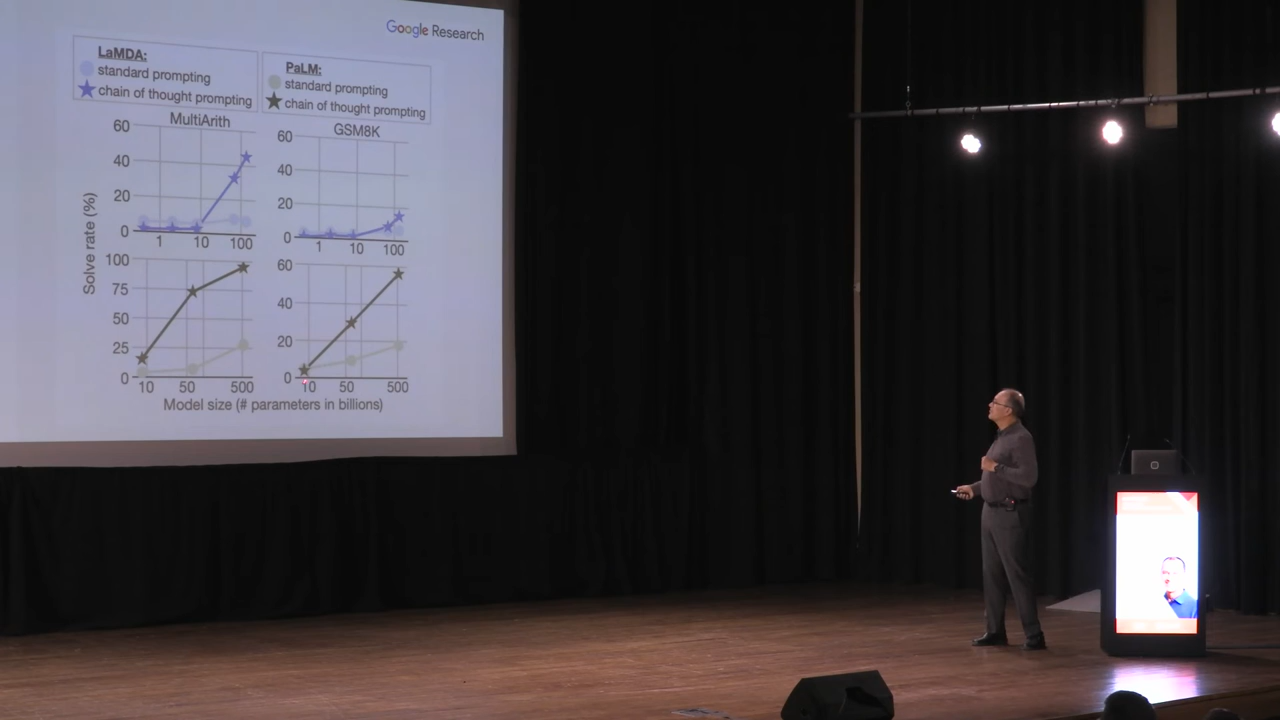 Google Research
LaMDA:
standard prompting
chain of thought prompting
PaLM:
standard prompting
chain of thought prompting
MultiArith
GSM8K
Solve rate (%)
60
40
20
0
1
10
100
60
40
20
0
1
10
100
100
75
50
25
0
10
50
500
60
40
20
0
10
50
500
Model size (# parameters in billions)